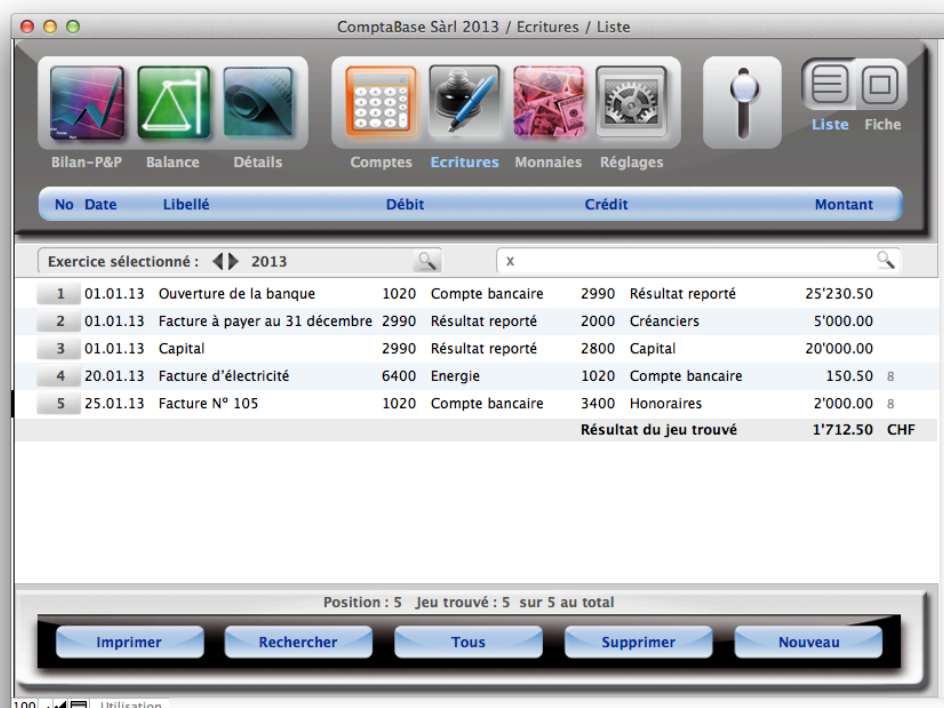 ComptaBase Sàrl 2013 / Ecritures / Liste
Liste Fiche
Bilan-P&P Balance Détails Comptes Ecritures Monnaies Réglages
No Date Libellé Débit Crédit Montant
Exercice sélectionné : 2013 x
1 01.01.13 Ouverture de la banque 1020 Compte bancaire 2990 Résultat reporté 25'230.50
2 01.01.13 Facture à payer au 31 décembre 2990 Résultat reporté 2000 Créanciers 5'000.00
3 01.01.13 Capital 2990 Résultat reporté 2800 Capital 20'000.00
4 20.01.13 Facture d'électricité 6400 Energie 1020 Compte bancaire 150.50 8
5 25.01.13 Facture N° 105 1020 Compte bancaire 3400 Honoraires 2'000.00 8
Résultat du jeu trouvé 1'712.50 CHF
Position : 5 Jeu trouvé : 5 sur 5 au total
Imprimer Rechercher Tous Supprimer Nouveau
100 Utilisation